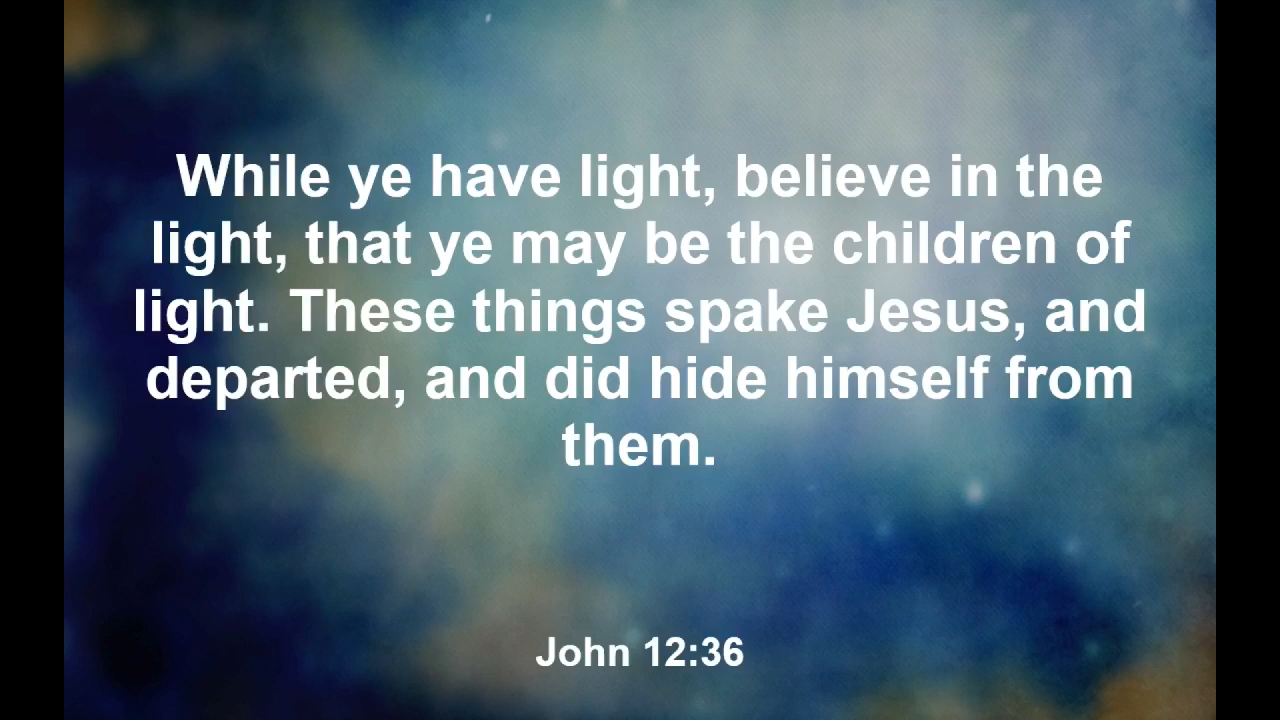 While ye have light, believe in the
light, that ye may be the children of
light. These things spake Jesus, and
departed, and did hide himself from
them.
John 12:36